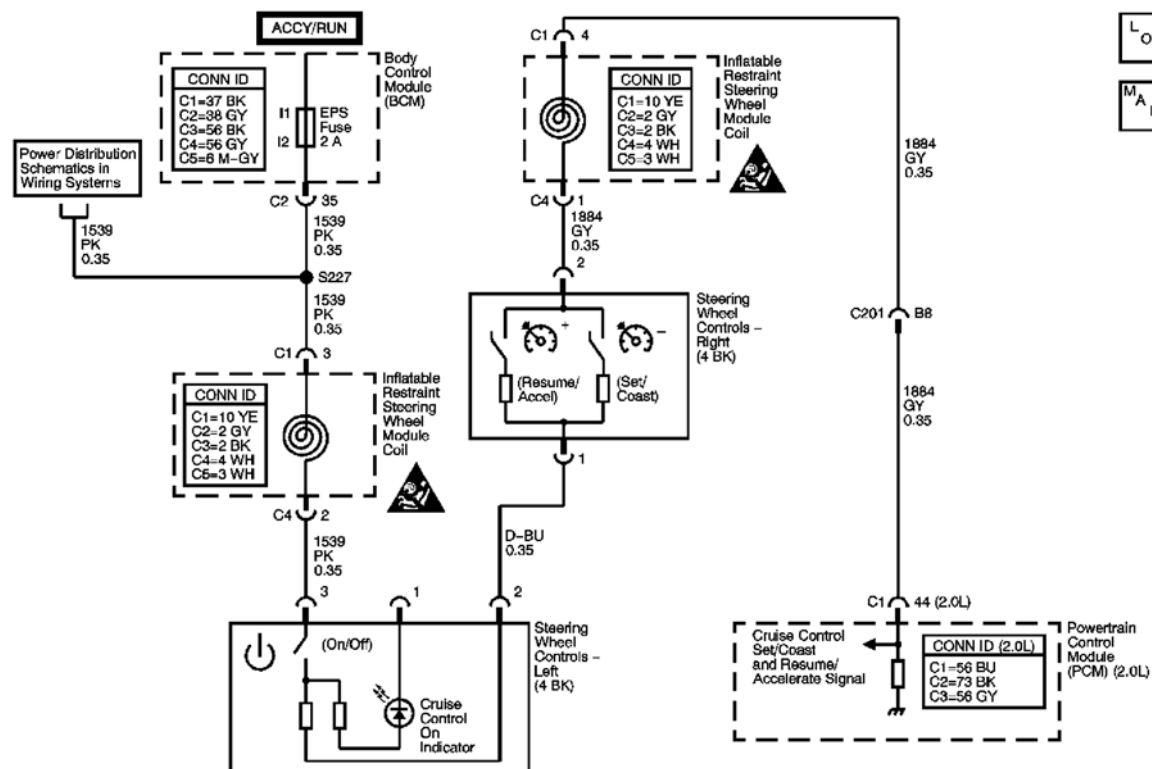 ACCY/RUN
Body
Control
Module
(BCM)
CONN ID
C1=37 BK
C2=38 GY
C3=56 BK
C4=56 GY
C5=6 M-GY
I1
I2
EPS
Fuse
2 A
Power Distribution
Schematics in
Wiring Systems
1539
PK
0.35
C2
35
1539
PK
0.35
S227
1539
PK
0.35
C1
3
Inflatable
Restraint
Steering
Wheel
Module
Coil
CONN ID
C1=10 YE
C2=2 GY
C3=2 BK
C4=4 WH
C5=3 WH
C4
2
1539
PK
0.35
3
1
2
(On/Off)
Cruise
Control
On
Indicator
Steering
Wheel
Controls –
Left
(4 BK)
D-BU
0.35
C1
4
Inflatable
Restraint
Steering
Wheel Module
Coil
CONN ID
C1=10 YE
C2=2 GY
C3=2 BK
C4=4 WH
C5=3 WH
C4
1
1884
GY
0.35
2
+
–
(Resume/
Accel)
(Set/
Coast)
Steering
Wheel
Controls –
Right
(4 BK)
1
1884
GY
0.35
C201
B8
1884
GY
0.35
C1
44 (2.0L)
Cruise Control
Set/Coast
and Resume/
Accelerate Signal
CONN ID (2.0L)
C1=56 BU
C2=73 BK
C3=56 GY
Powertrain
Control
Module
(PCM) (2.0L)
L
O
M
A